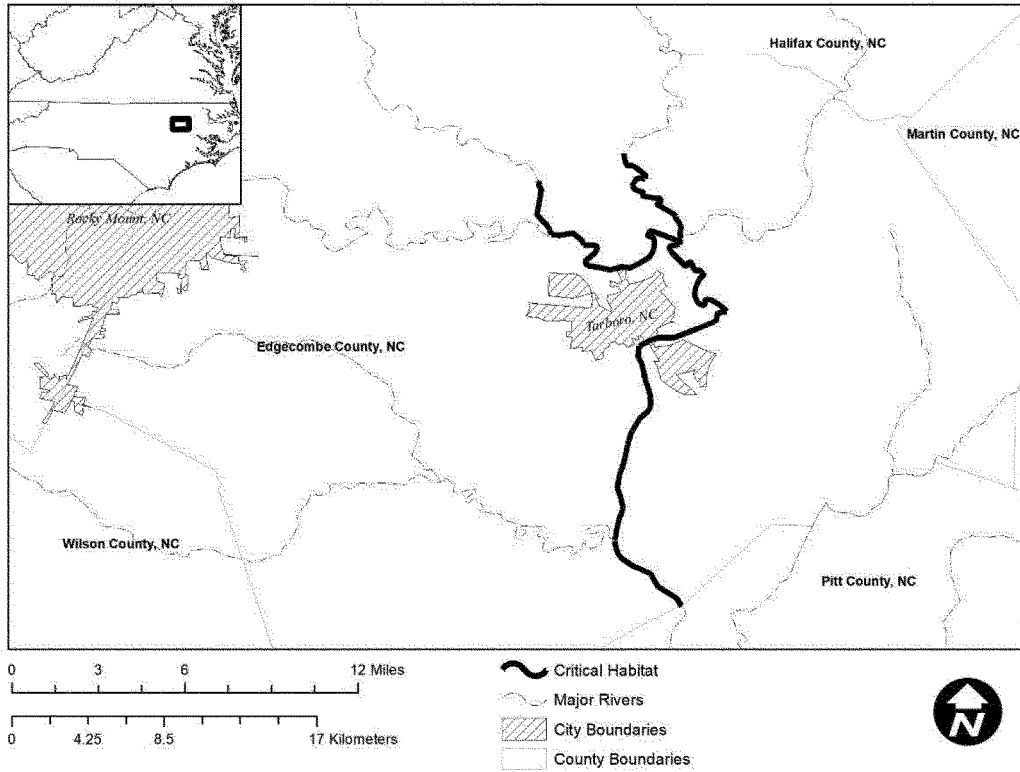 Halifax County, NC
Martin County, NC
Rocky Mount, NC
Tarboro, NC
Edgecombe County, NC
Wilson County, NC
Pitt County, NC
0 3 6 12 Miles
0 4.25 8.5 17 Kilometers
Critical Habitat
Major Rivers
City Boundaries
County Boundaries
N